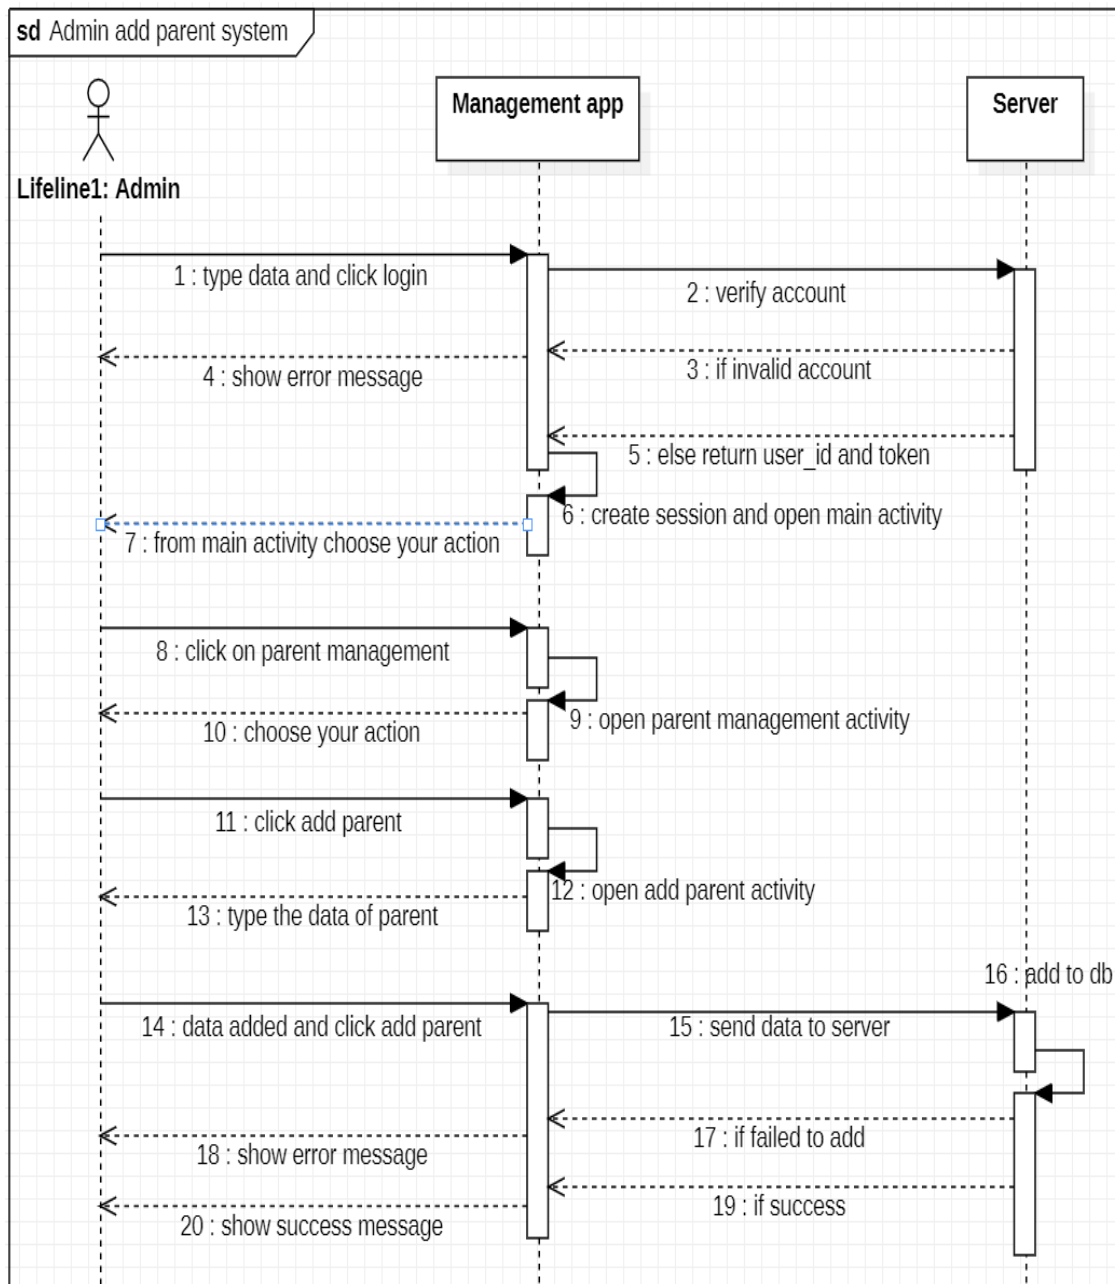 sd Admin add parent system
Management app
Server
Lifeline1: Admin
1 : type data and click login
2 : verify account
3 : if invalid account
4 : show error message
5 : else return user_id and token
6 : create session and open main activity
7 : from main activity choose your action
8 : click on parent management
9 : open parent management activity
10 : choose your action
11 : click add parent
12 : open add parent activity
13 : type the data of parent
16 : add to db
14 : data added and click add parent
15 : send data to server
17 : if failed to add
18 : show error message
19 : if success
20 : show success message